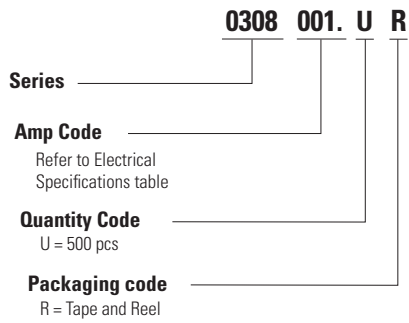 0308 001. U R
Series
Amp Code
Refer to Electrical
Specifications table
Quantity Code
U = 500 pcs
Packaging code
R = Tape and Reel